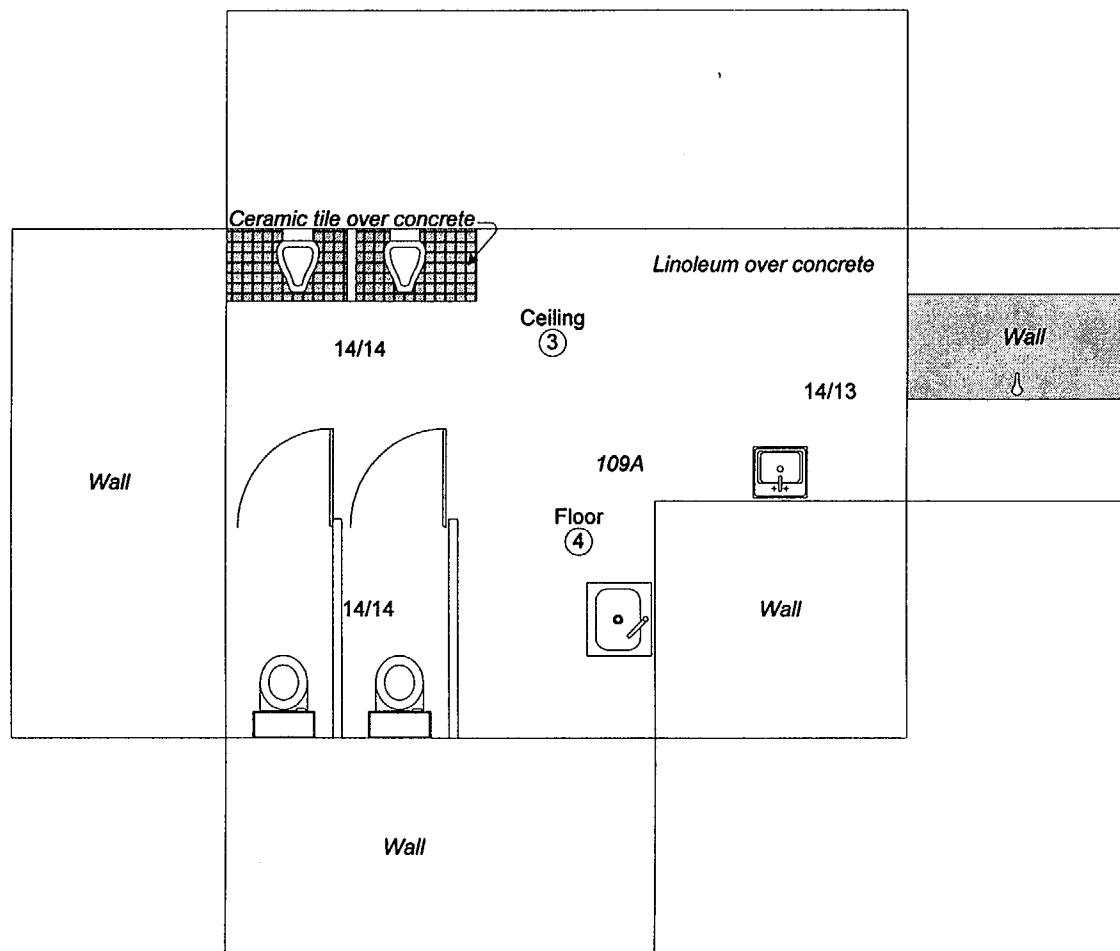 Ceramic tile over concrete
Linoleum over concrete
Ceiling
3
Wall
14/14
14/13
109A
Wall
Floor
4
14/14
Wall
Wall